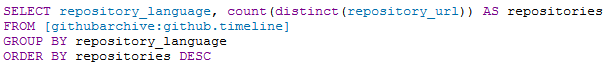 SELECT repository_language, count(distinct(repository_url)) AS repositories
FROM [githubarchive:github.timeline]
GROUP BY repository_language
ORDER BY repositories DESC